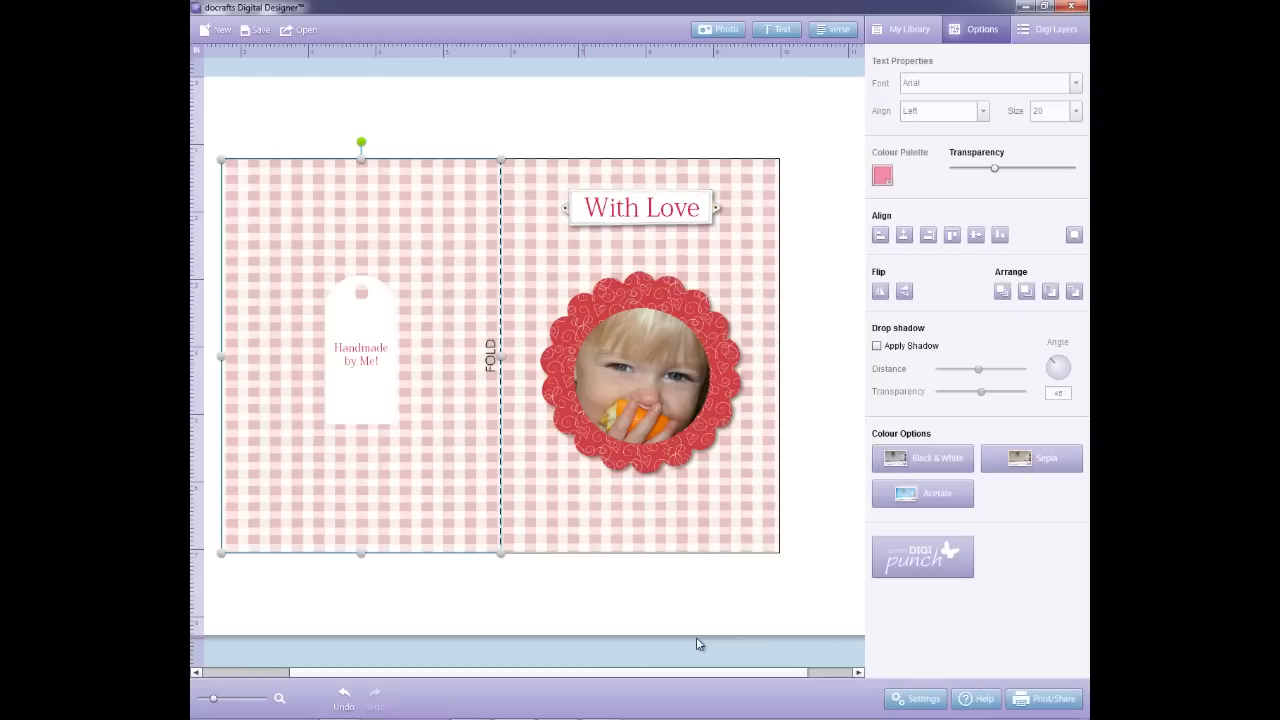 docrafts Digital Designer™
New Save Open Photo Text Verse My Library Options Digi Layers
IN
Text Properties
Font Arial
Align Left Size 20
Colour Palette Transparency
Align
Flip Arrange
Drop shadow
Apply Shadow Angle
Distance
Transparency 45
Colour Options
Black & White Sepia
Acetate
DIGI
punch
With Love
Handmade
by Me!
FOLD
Undo Redo
Settings Help Print/Share